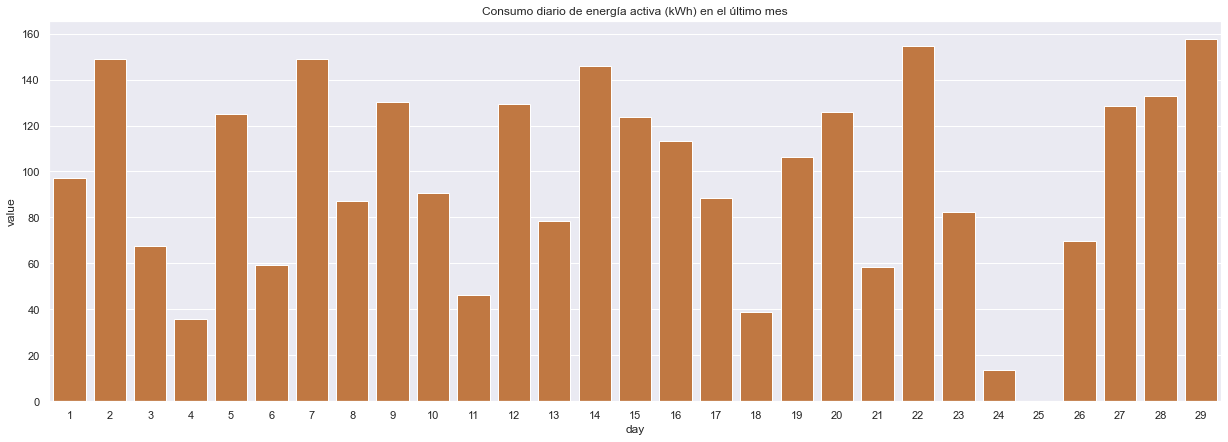 Consumo diario de energía activa (kWh) en el último mes
value
160
140
120
100
80
60
40
20
0
1 2 3 4 5 6 7 8 9 10 11 12 13 14 15 16 17 18 19 20 21 22 23 24 25 26 27 28 29
day